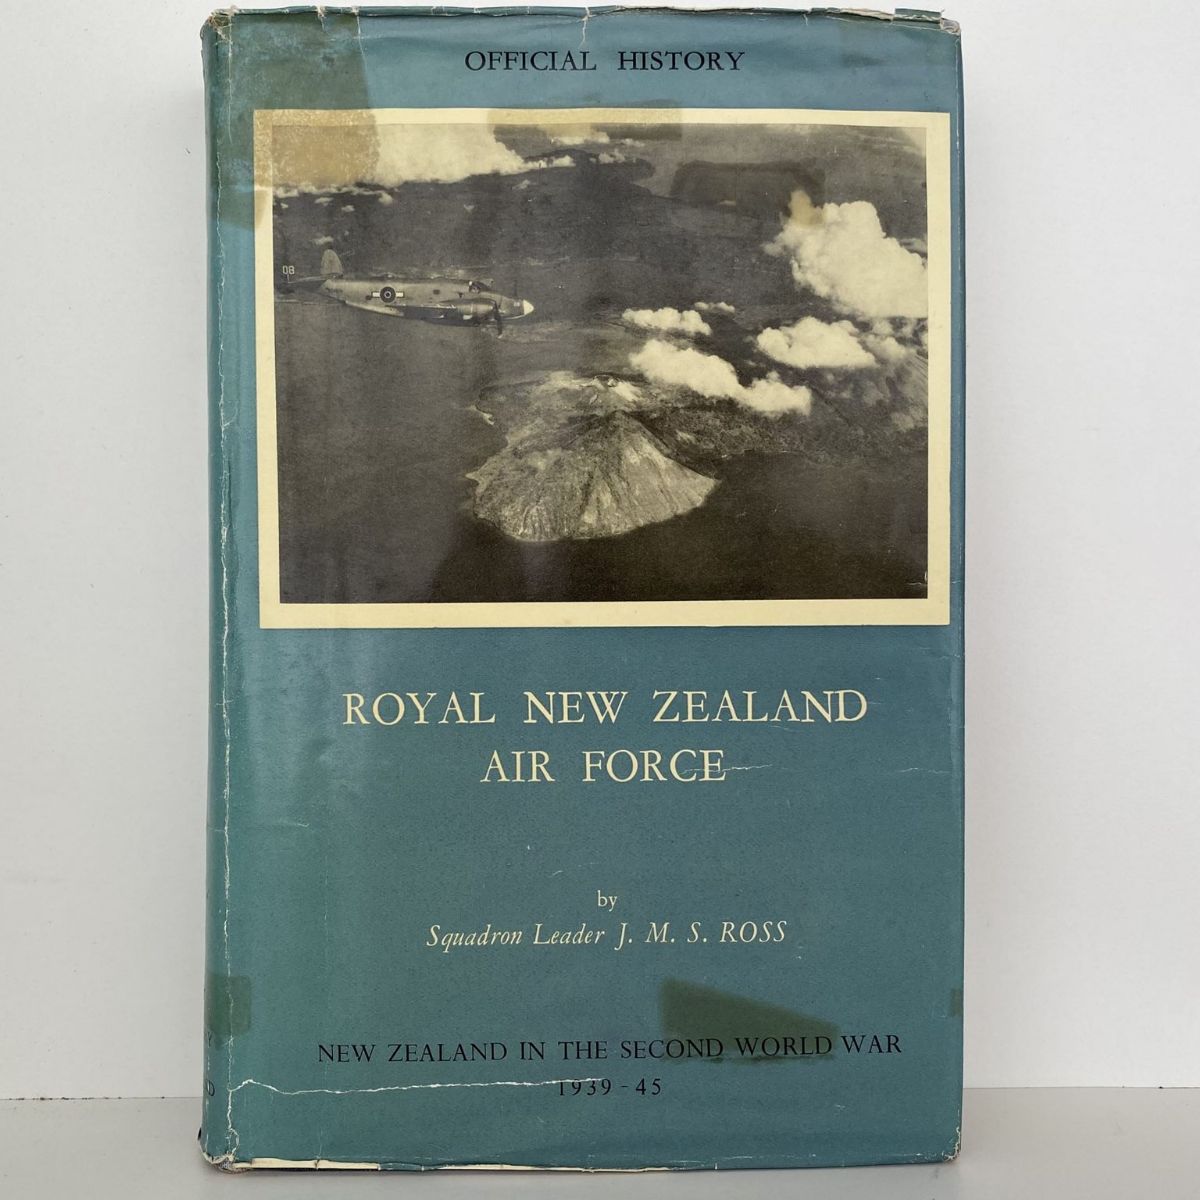 OFFICIAL HISTORY
ROYAL NEW ZEALAND
AIR FORCE
by
Squadron Leader J. M. S. ROSS
NEW ZEALAND IN THE SECOND WORLD WAR
1939-45